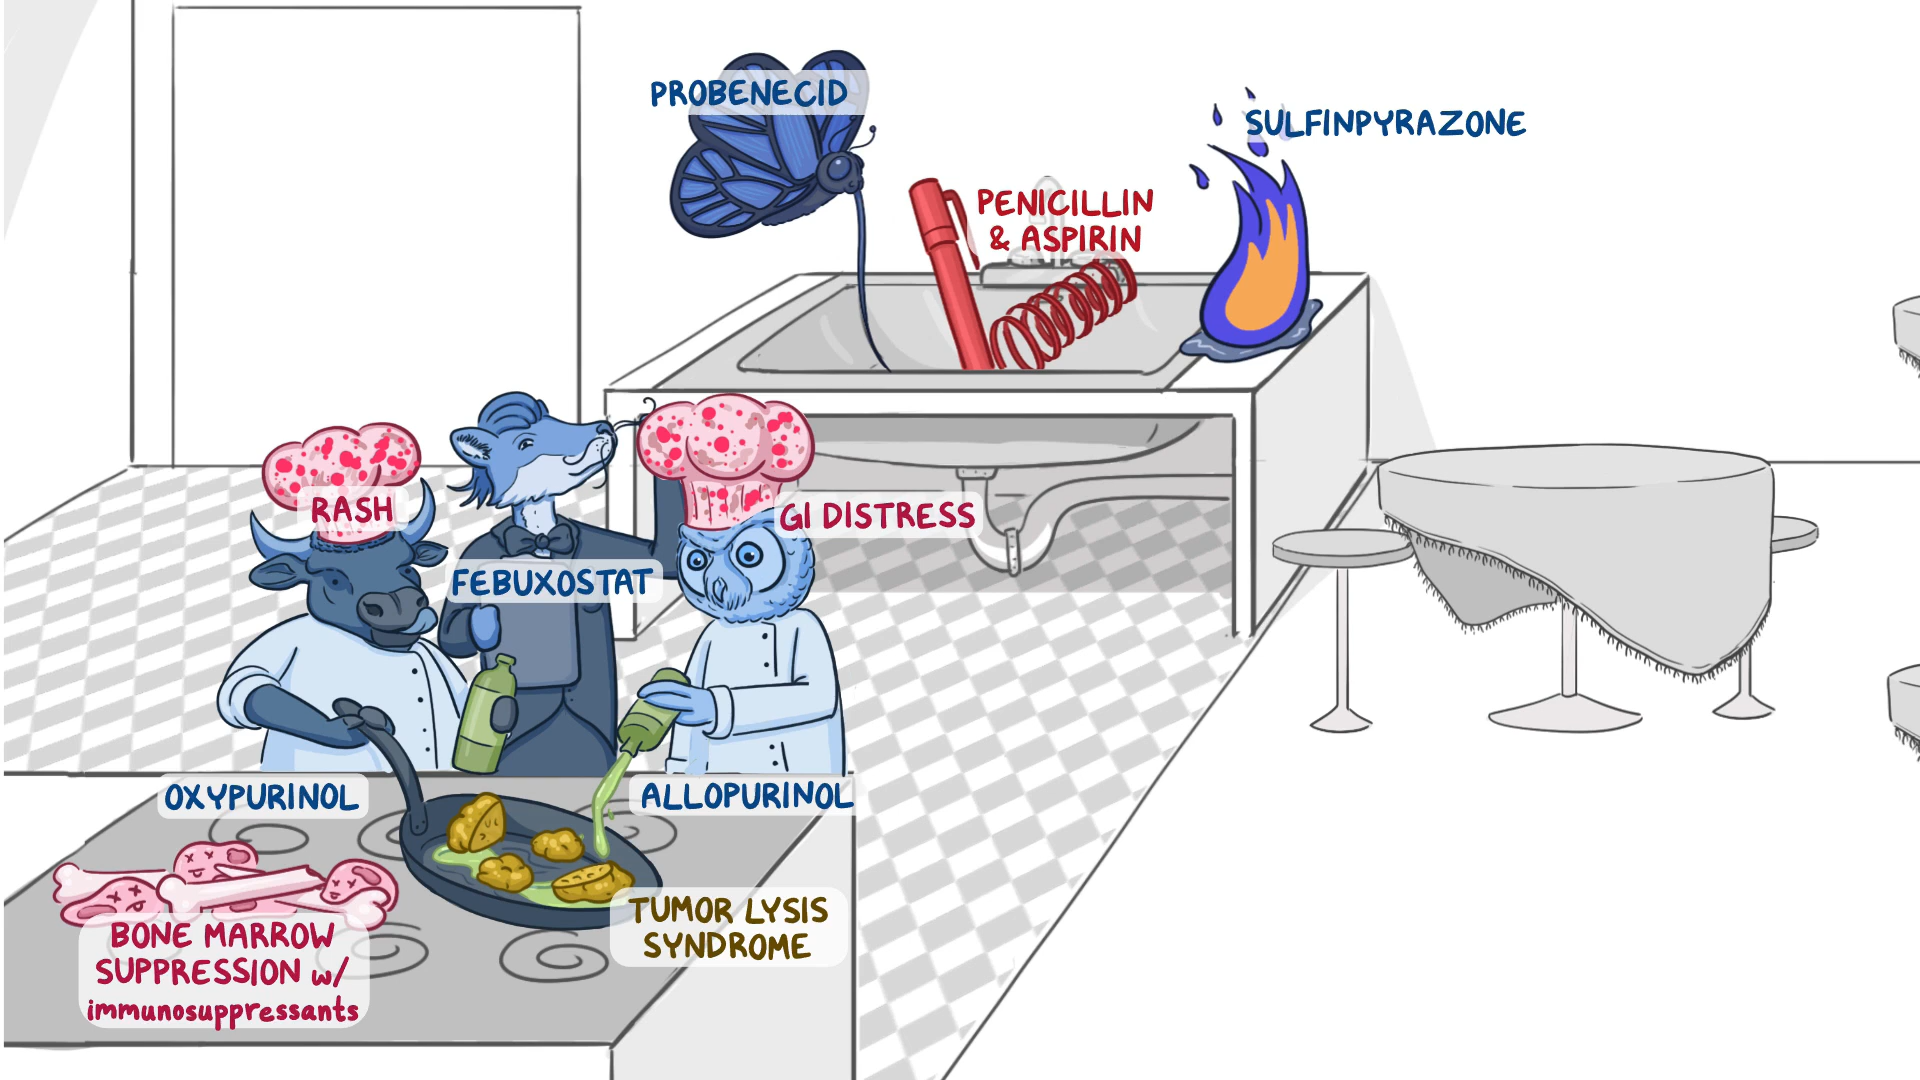 PROBENECID
SULFINPYRAZONE
PENICILLIN
& ASPIRIN
RASH
GI DISTRESS
FEBUXOSTAT
OXYPURINOL
ALLOPURINOL
TUMOR LYSIS
SYNDROME
BONE MARROW
SUPPRESSION w/
immunosuppressants